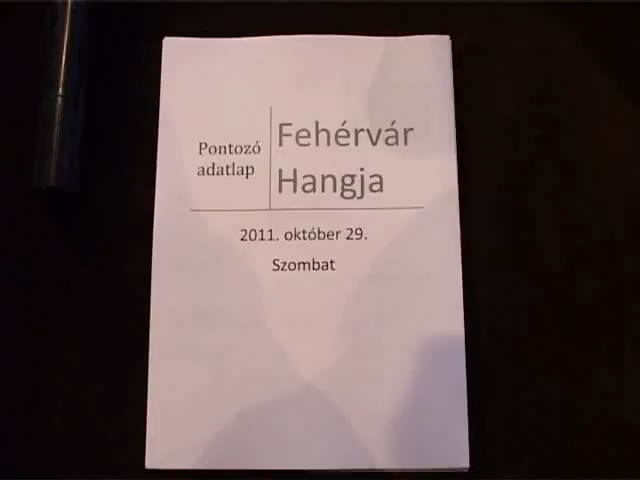 Pontozó
adatlap
Fehérvár
Hangja
2011. október 29.
Szombat